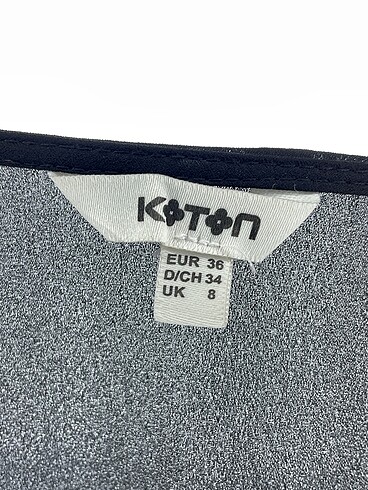 KOTON
EUR 36
D/CH 34
UK 8